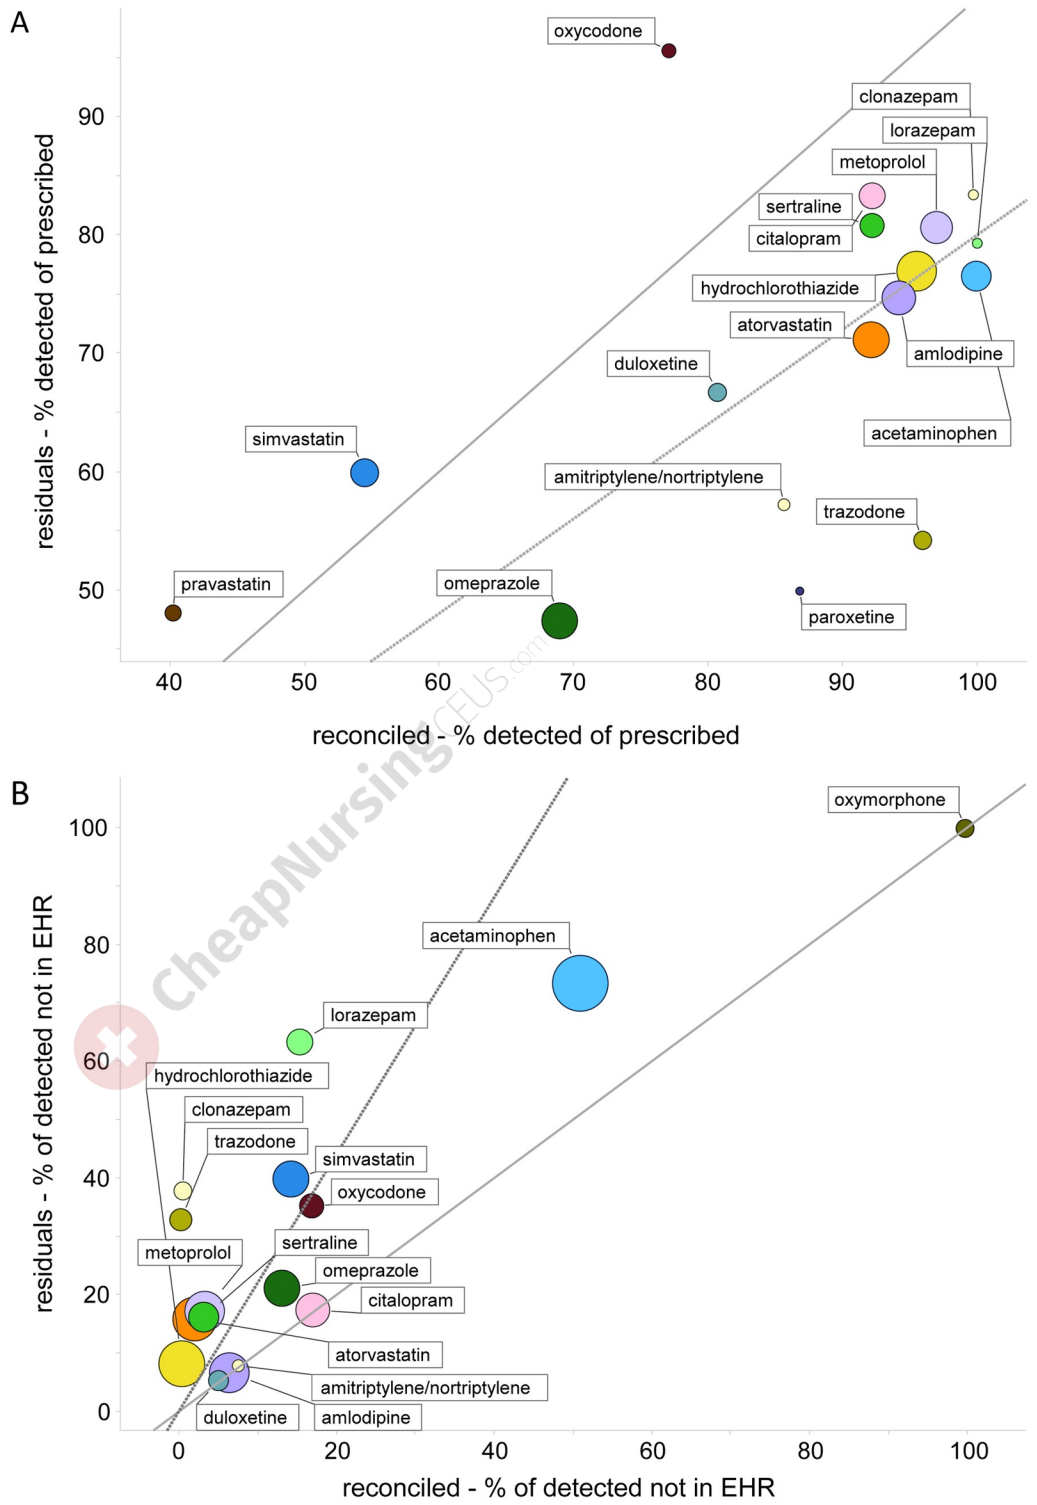 A
oxycodone
clonazepam
90
lorazepam
metoprolol
sertraline
80
citalopram
hydrochlorothiazide
atorvastatin
70
amlodipine
duloxetine
acetaminophen
simvastatin
60
amitriptylene/nortriptylene
trazodone
50
pravastatin
omeprazole
paroxetine
residuals - % detected of prescribed
40 50 60 70 80 90 100
reconciled - % detected of prescribed
CheapNursingCEUS.com
B
oxymorphone
100
acetaminophen
80
lorazepam
60
hydrochlorothiazide
clonazepam
trazodone
simvastatin
40
oxycodone
sertraline
metoprolol
omeprazole
20
citalopram
atorvastatin
amitriptylene/nortriptylene
0
duloxetine
amlodipine
residuals - % of detected not in EHR
0 20 40 60 80 100
reconciled - % of detected not in EHR